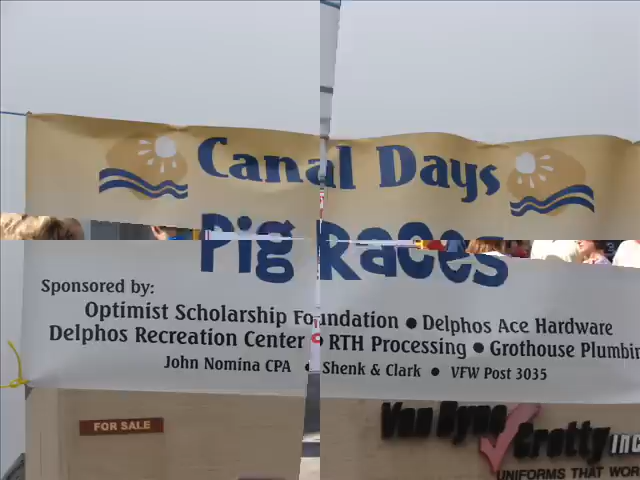 Canal Days
Pig Races
Sponsored by:
Optimist Scholarship Foundation ● Delphos Ace Hardware
Delphos Recreation Center ● RTH Processing ● Grothouse Plumbin
John Nomina CPA ● Shenk & Clark ● VFW Post 3035
FOR SALE
Van Dyne
Crotty INC
UNIFORMS THAT WOR